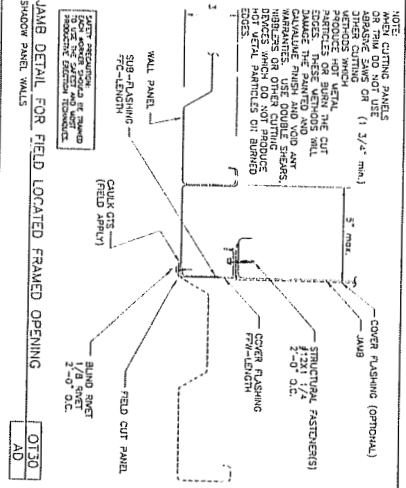 NOTE:
WHEN CUTTING PANELS
OR TRIM DO NOT USE
ABRASIVE SAWS OR
OTHER CUTTING
METHODS WHICH
PRODUCE HOT METAL
PARTICLES OR BURN THE CUT
EDGES. THESE METHODS WILL
DAMAGE THE PAINTED AND
GALVALUME FINISH AND VOID ANY
WARRANTIES. USE DOUBLE SHEARS,
NIBBLERS OR OTHER CUTTING
DEVICES WHICH DO NOT PRODUCE
HOT METAL PARTICLES OR BURNED
EDGES.
(1 3/4" min.)
3
5" max.
COVER FLASHING (OPTIONAL)
JAMB
STRUCTURAL FASTENER(S)
#12X1 1/4
2'-0" O.C.
COVER FLASHING
FFW-LENGTH
WALL PANEL
SUB-FLASHING
FFC-LENGTH
CAULK GTS
(FIELD APPLY)
FIELD CUT PANEL
BLIND RIVET
1/8 RIVET
2'-0" O.C.
SAFETY PRECAUTION:
EACH WORKER SHOULD BE TRAINED
TO USE THE SAFEST AND MOST
PRODUCTIVE ERECTION TECHNIQUES.
JAMB DETAIL FOR FIELD LOCATED FRAMED OPENING
SHADOW PANEL WALLS
OT30
AD